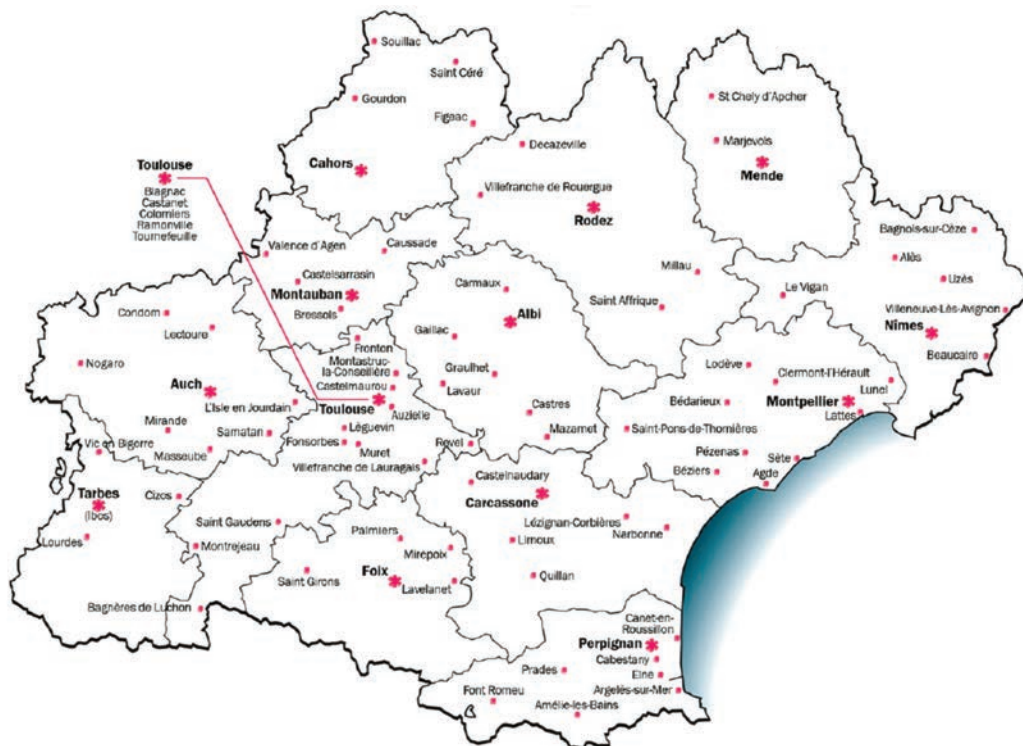 Souillac
Saint Céré
Gourdon
Figeac
Cahors
St Chely d'Apcher
Marjevols
Mende
Decazeville
Villefranche de Rouergue
Rodez
Millau
Saint Affrique
Toulouse
Blagnac
Castanet
Colomiers
Ramonville
Tournefeuille
Valence d'Agen
Caussade
Castelsarrasin
Montauban
Bressols
Bagnols-sur-Cèze
Alès
Uzès
Le Vigan
Villeneuve-Lès-Avignon
Nîmes
Beaucaire
Carmaux
Albi
Gaillac
Graulhet
Lavaur
Castres
Mazamet
Condom
Lectoure
Nogaro
Auch
L'Isle en Jourdain
Mirande
Samatan
Masseube
Fronton
Montastruc-
la-Conseillère
Castelmaurou
Toulouse
Auzielle
Lèguevin
Fonsorbes
Muret
Revel
Villefranche de Lauragais
Lodève
Clermont-l'Hérault
Lunel
Bédarieux
Montpellier
Lattes
Saint-Pons-de-Thomières
Pézenas
Sète
Béziers
Agde
Vic en Bigorre
Tarbes
(Ibos)
Cizos
Lourdes
Saint Gaudens
Montrejeau
Bagnères de Luchon
Palmiers
Mirepoix
Saint Girons
Foix
Lavelanet
Castelnaudary
Carcassone
Lézignan-Corbières
Narbonne
Limoux
Quillan
Canet-en-
Roussillon
Perpignan
Cabestany
Prades
Elne
Font Romeu
Argelès-sur-Mer
Amélie-les-Bains